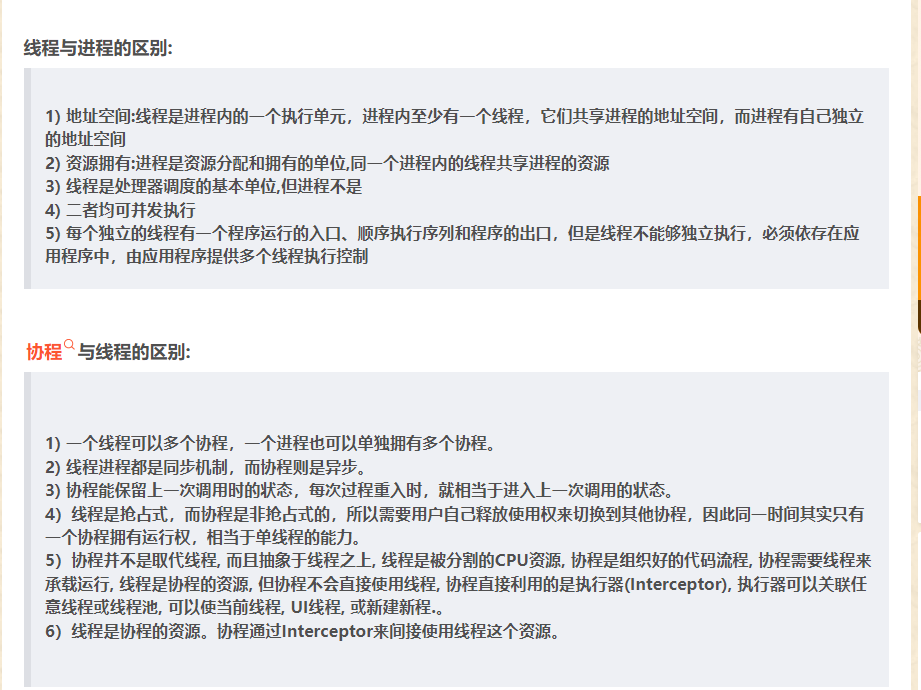 线程与进程的区别:
1) 地址空间:线程是进程内的一个执行单元，进程内至少有一个线程，它们共享进程的地址空间，而进程有自己独立
的地址空间
2) 资源拥有:进程是资源分配和拥有的单位,同一个进程内的线程共享进程的资源
3) 线程是处理器调度的基本单位,但进程不是
4) 二者均可并发执行
5) 每个独立的线程有一个程序运行的入口、顺序执行序列和程序的出口，但是线程不能够独立执行，必须依存在应
用程序中，由应用程序提供多个线程执行控制
协程与线程的区别:
1) 一个线程可以多个协程，一个进程也可以单独拥有多个协程。
2) 线程进程都是同步机制，而协程则是异步。
3) 协程能保留上一次调用时的状态，每次过程重入时，就相当于进入上一次调用的状态。
4）线程是抢占式，而协程是非抢占式的，所以需要用户自己释放使用权来切换到其他协程，因此同一时间其实只有
一个协程拥有运行权，相当于单线程的能力。
5）协程并不是取代线程, 而且抽象于线程之上, 线程是被分割的CPU资源, 协程是组织好的代码流程, 协程需要线程来
承载运行, 线程是协程的资源, 但协程不会直接使用线程, 协程直接利用的是执行器(Interceptor), 执行器可以关联任
意线程或线程池, 可以使当前线程, UI线程, 或新建新程.。
6）线程是协程的资源。协程通过Interceptor来间接使用线程这个资源。